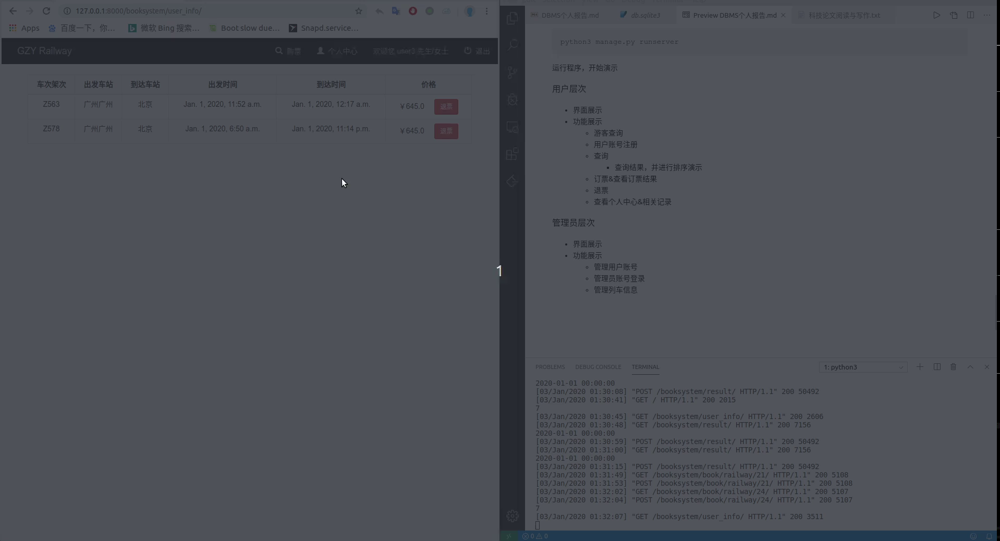 127.0.0.1:8000/booksystem/user_info/
Apps 百度一下，你... 微软 Bing 搜索... Boot slow due... Snapd.service...
GZY Railway 购票 个人中心 欢迎您 user3 先生/女士 退出
车次架次 出发车站 到达车站 出发时间 到达时间 价格
Z563 广州广州 北京 Jan. 1, 2020, 11:52 a.m. Jan. 1, 2020, 12:17 a.m. ￥645.0 退票
Z578 广州广州 北京 Jan. 1, 2020, 6:50 a.m. Jan. 1, 2020, 11:14 p.m. ￥645.0 退票
1
DBMS个人报告.md db.sqlite3 Preview DBMS个人报告.md 科技论文阅读与写作.txt
python3 manage.py runserver
运行程序，开始演示
用户层次
界面展示
功能展示
游客查询
用户账号注册
查询
查询结果，并进行排序演示
订票&查看订票结果
退票
查看个人中心&相关记录
管理员层次
界面展示
功能展示
管理用户账号
管理员账号登录
管理列车信息
PROBLEMS DEBUG CONSOLE TERMINAL 1: python3
2020-01-01 00:00:00
[03/Jan/2020 01:30:08] "POST /booksystem/result/ HTTP/1.1" 200 50492
[03/Jan/2020 01:30:41] "GET / HTTP/1.1" 200 2015
7
[03/Jan/2020 01:30:45] "GET /booksystem/user_info/ HTTP/1.1" 200 2606
[03/Jan/2020 01:30:48] "GET /booksystem/result/ HTTP/1.1" 200 7156
2020-01-01 00:00:00
[03/Jan/2020 01:30:59] "POST /booksystem/result/ HTTP/1.1" 200 50492
[03/Jan/2020 01:31:00] "GET /booksystem/result/ HTTP/1.1" 200 7156
2020-01-01 00:00:00
[03/Jan/2020 01:31:15] "POST /booksystem/result/ HTTP/1.1" 200 50492
[03/Jan/2020 01:31:49] "GET /booksystem/book/railway/21/ HTTP/1.1" 200 5108
[03/Jan/2020 01:31:53] "POST /booksystem/book/railway/21/ HTTP/1.1" 200 5108
[03/Jan/2020 01:32:02] "GET /booksystem/book/railway/24/ HTTP/1.1" 200 5107
[03/Jan/2020 01:32:04] "POST /booksystem/book/railway/24/ HTTP/1.1" 200 5107
7
[03/Jan/2020 01:32:07] "GET /booksystem/user_info/ HTTP/1.1" 200 3511
0 0